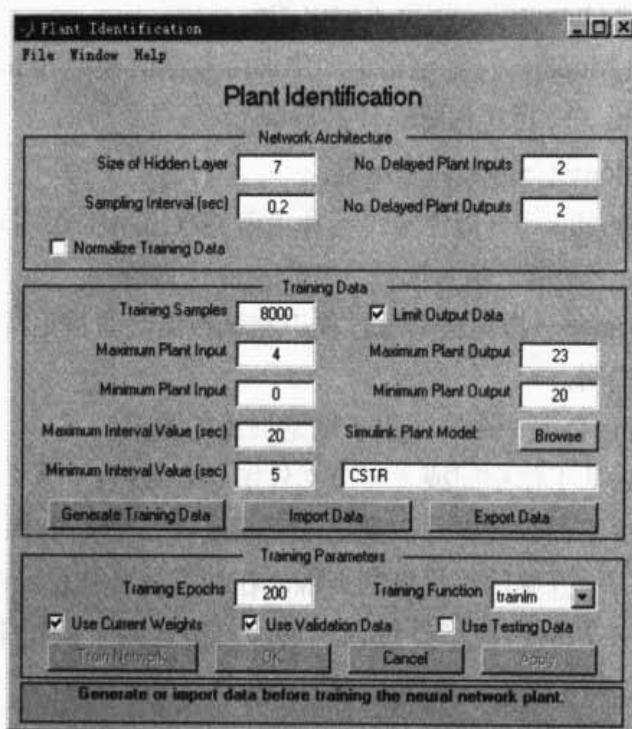 Plant Identification
File Window Help
Plant Identification
Network Architecture
Size of Hidden Layer 7 No. Delayed Plant Inputs 2
Sampling Interval (sec) 0.2 No. Delayed Plant Outputs 2
Normalize Training Data
Training Data
Training Samples 8000 Limit Output Data
Maximum Plant Input 4 Maximum Plant Output 23
Minimum Plant Input 0 Minimum Plant Output 20
Maximum Interval Value (sec) 20 Simulink Plant Model: Browse
Minimum Interval Value (sec) 5 CSTR
Generate Training Data Import Data Export Data
Training Parameters
Training Epochs 200 Training Function trainlm
Use Current Weights Use Validation Data Use Testing Data
Train Network OK Cancel Apply
Generate or import data before training the neural network plant.